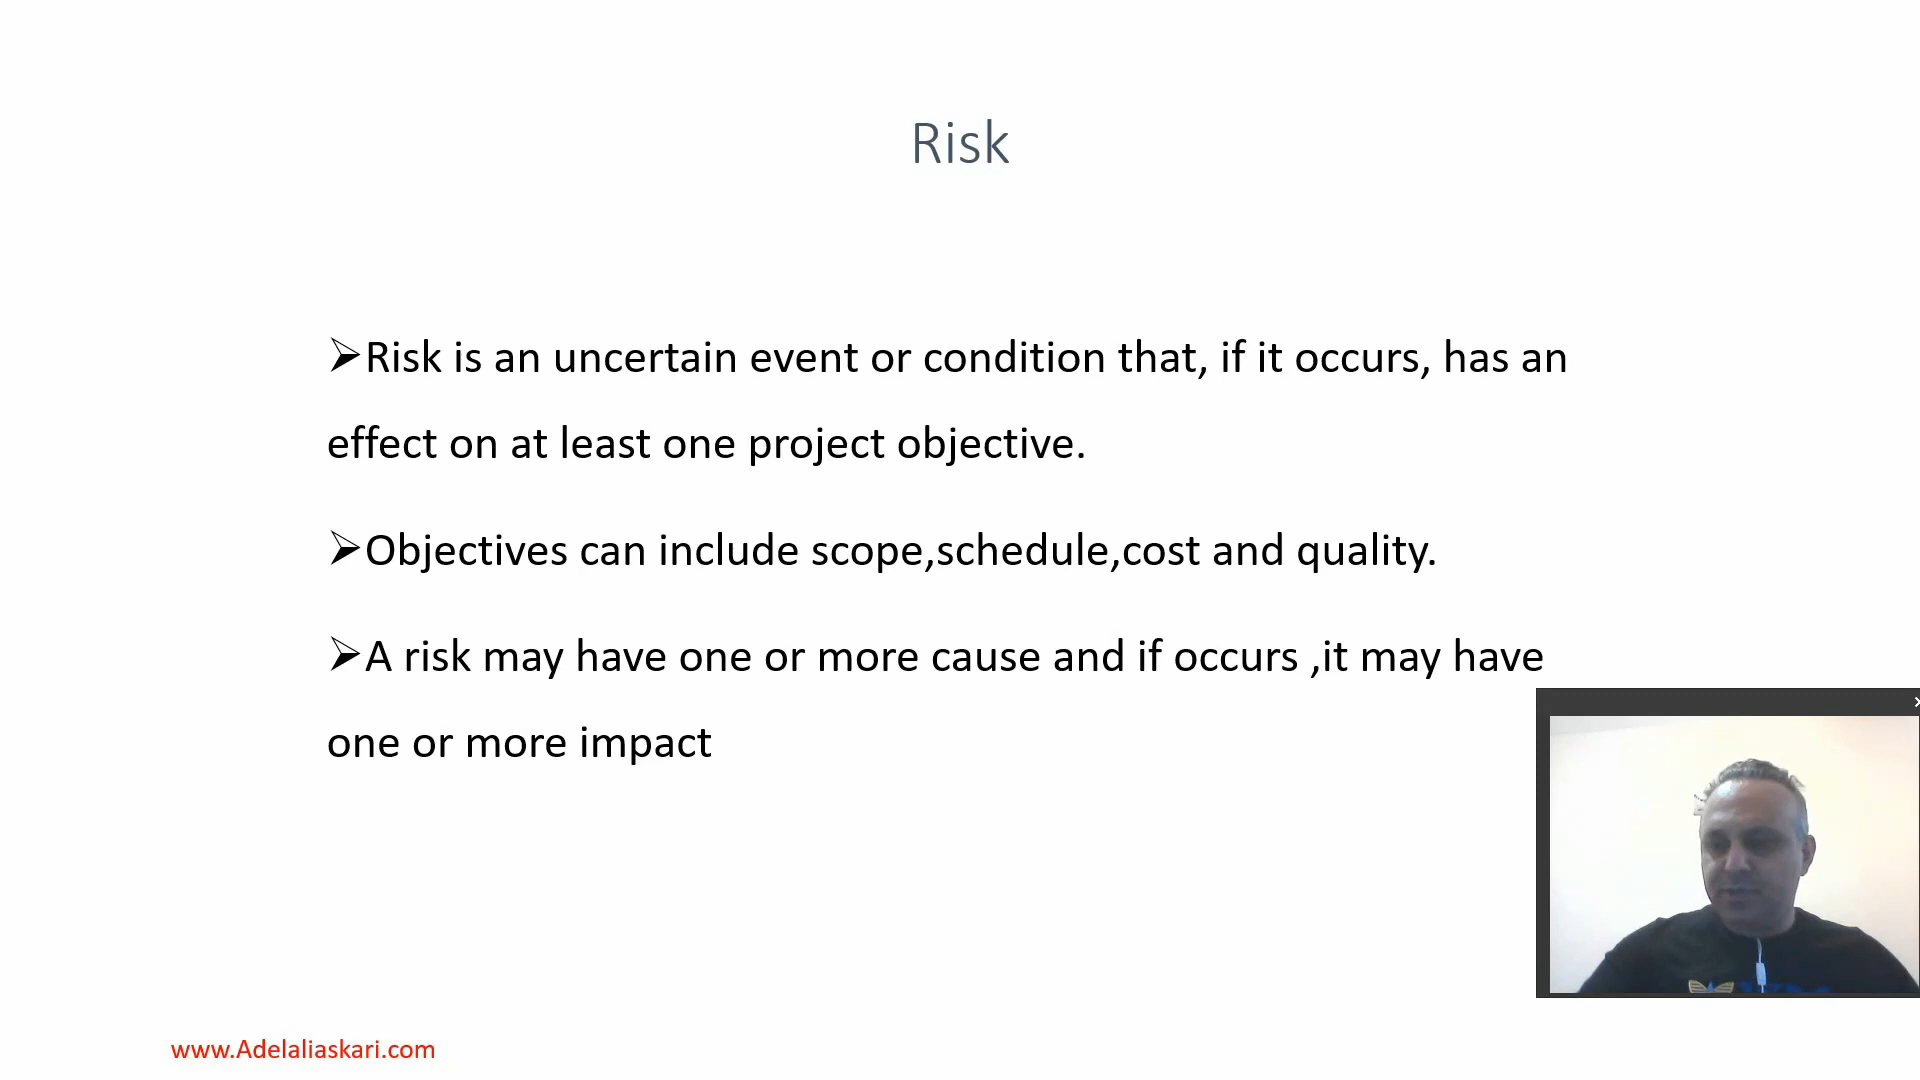 Risk
➢Risk is an uncertain event or condition that, if it occurs, has an
effect on at least one project objective.
➢Objectives can include scope,schedule,cost and quality.
➢A risk may have one or more cause and if occurs ,it may have
one or more impact
www.Adelaliaskari.com